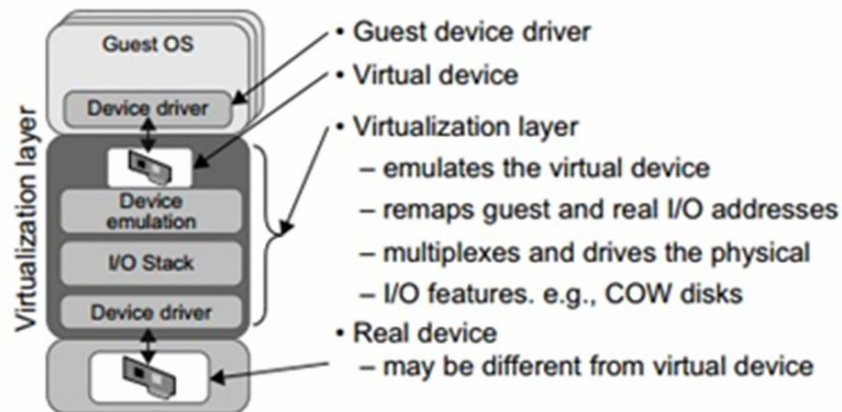 Guest OS
Device driver
Virtualization layer
Device
emulation
I/O Stack
Device driver
• Guest device driver
• Virtual device
• Virtualization layer
– emulates the virtual device
– remaps guest and real I/O addresses
– multiplexes and drives the physical
– I/O features. e.g., COW disks
• Real device
– may be different from virtual device